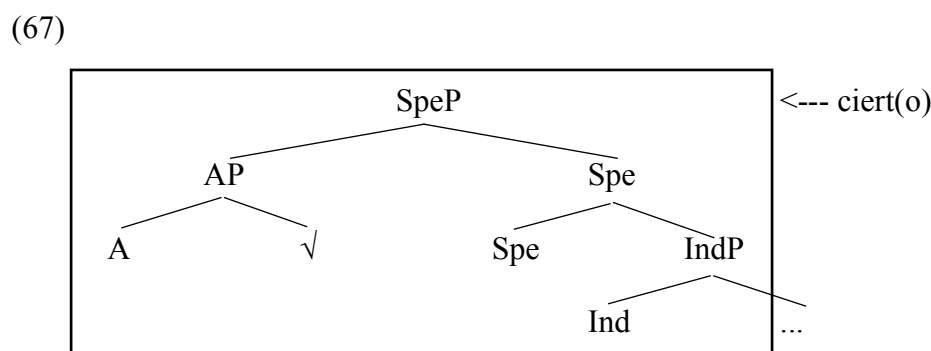 (67)
SpeP <--- ciert(o)
AP Spe
A √ Spe IndP
Ind ...